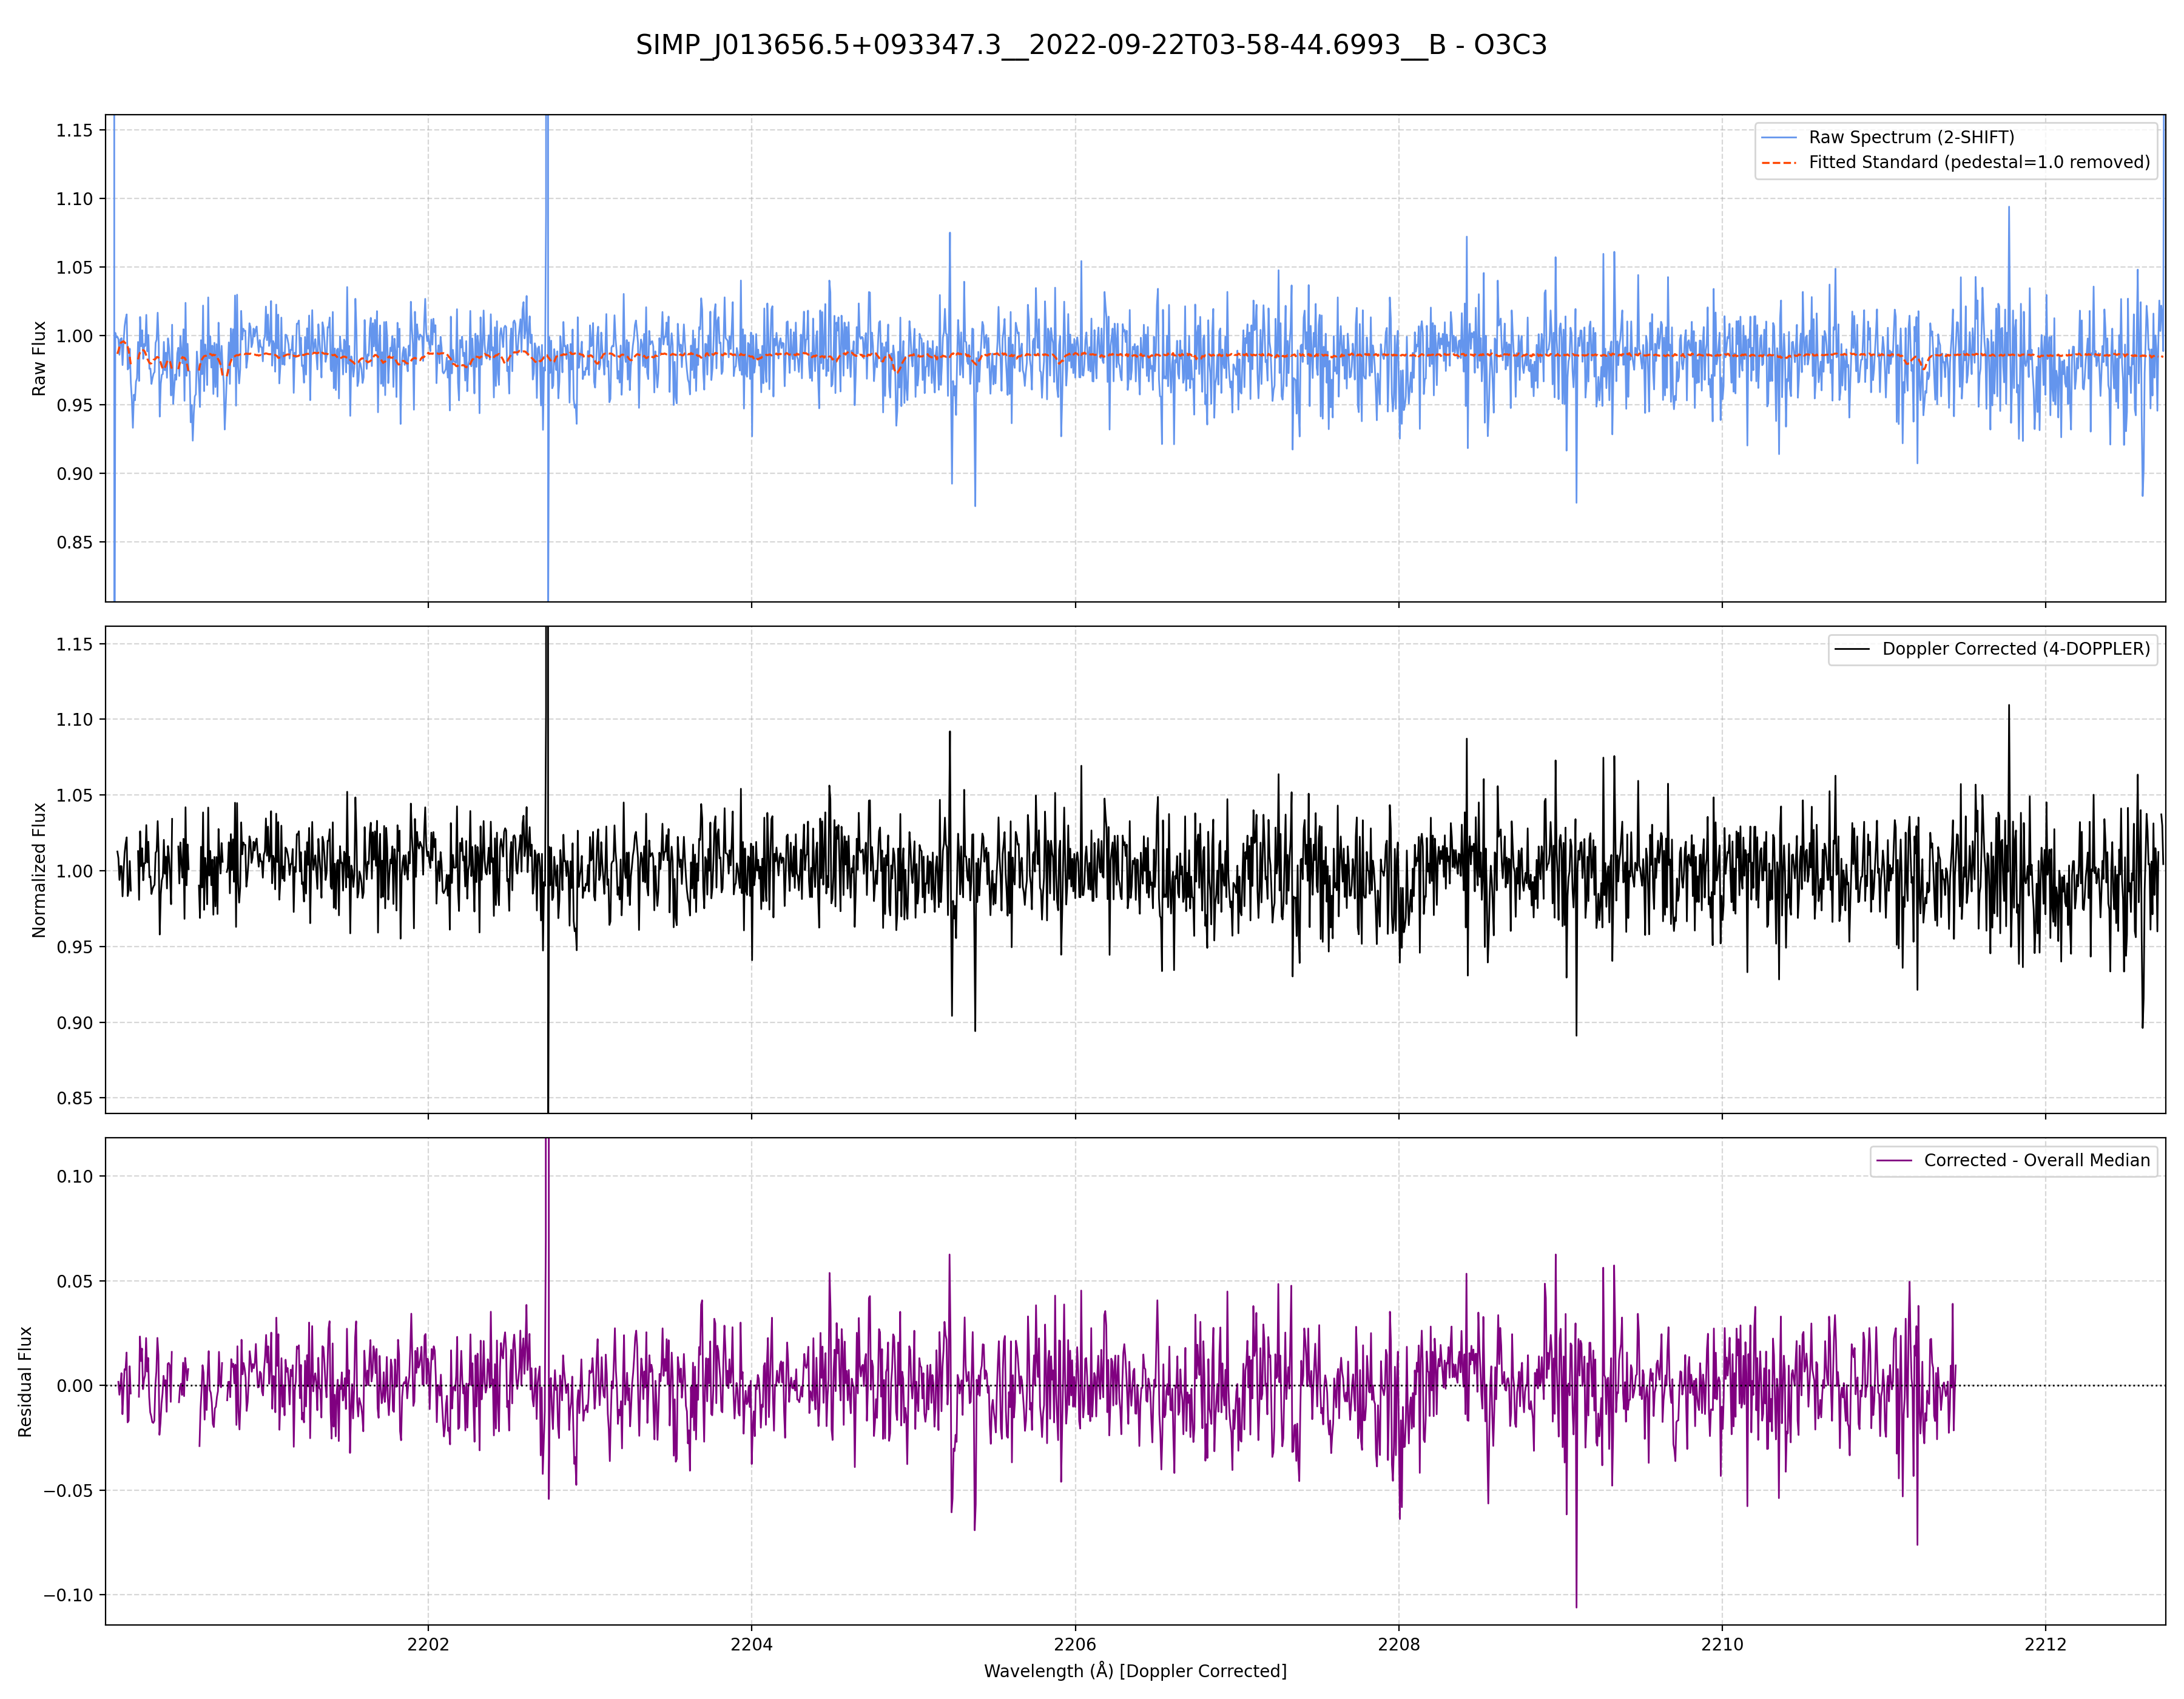 SIMP_J013656.5+093347.3__2022-09-22T03-58-44.6993__B - O3C3
Raw Flux
1.15
1.10
1.05
1.00
0.95
0.90
0.85
Raw Spectrum (2-SHIFT)
Fitted Standard (pedestal=1.0 removed)
Normalized Flux
1.15
1.10
1.05
1.00
0.95
0.90
0.85
Doppler Corrected (4-DOPPLER)
Residual Flux
0.10
0.05
0.00
−0.05
−0.10
Corrected - Overall Median
2202 2204 2206 2208 2210 2212
Wavelength (Å) [Doppler Corrected]